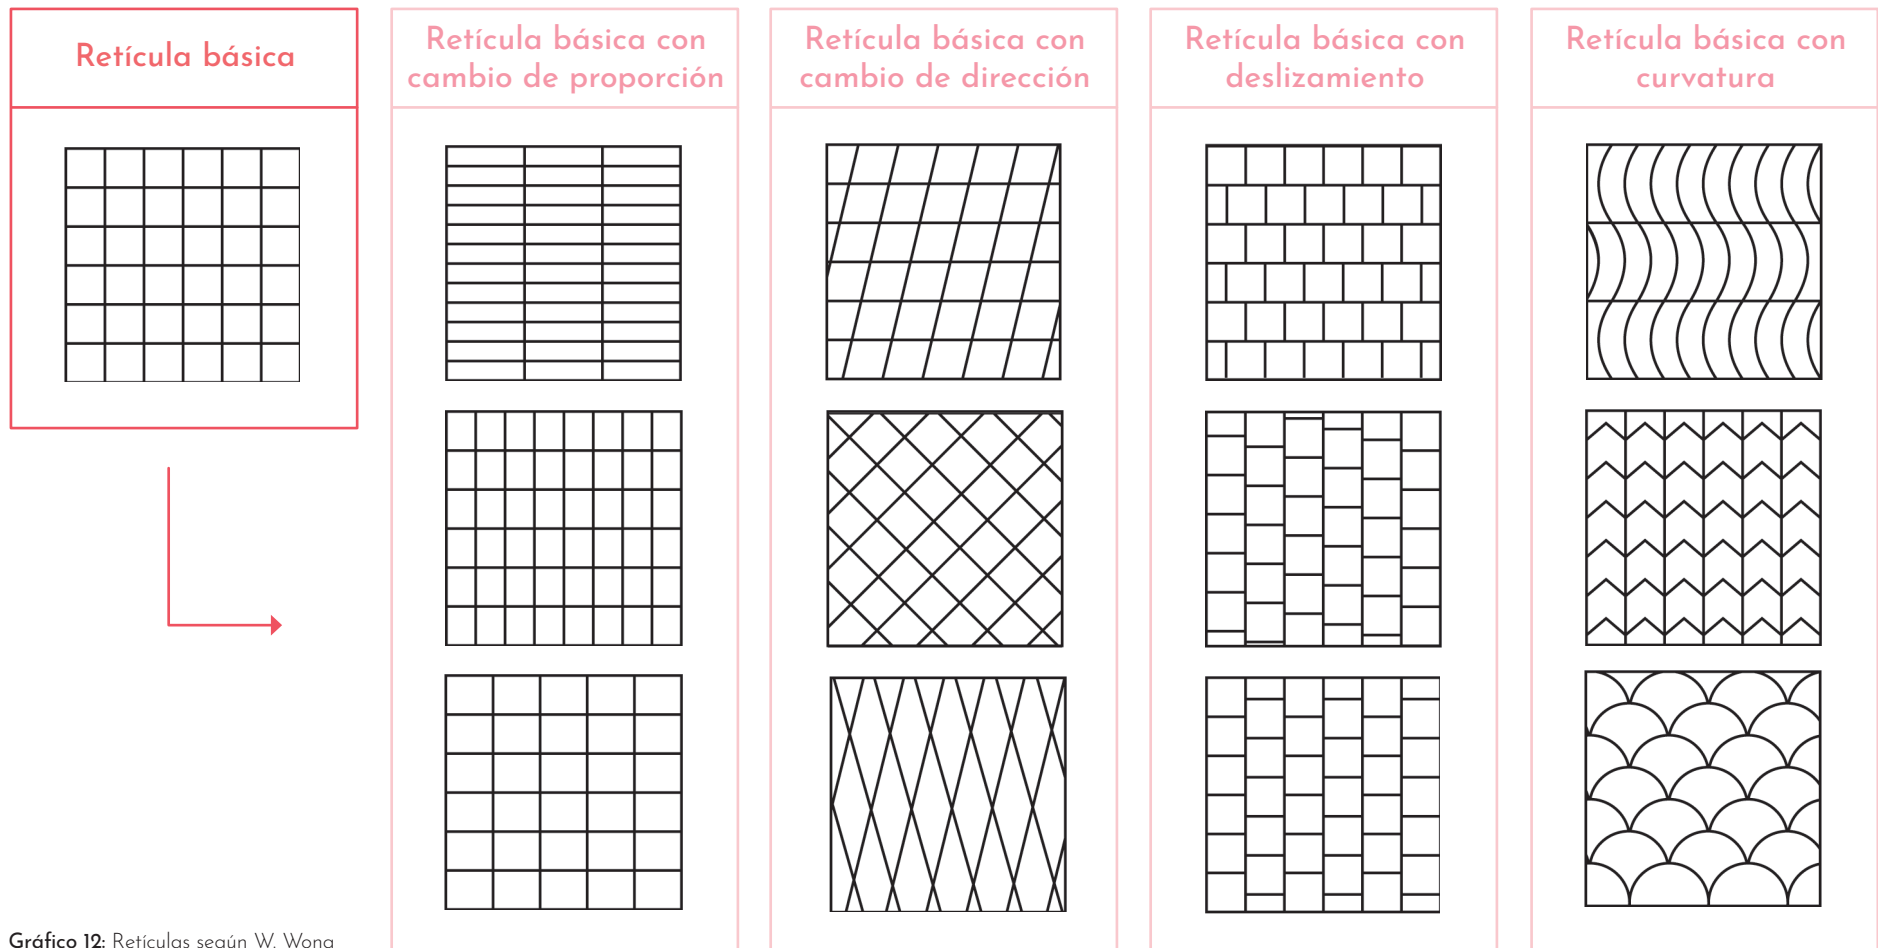 Retícula básica
Retícula básica con
cambio de proporción
Retícula básica con
cambio de dirección
Retícula básica con
deslizamiento
Retícula básica con
curvatura
Gráfico 12: Retículas según W. Wong